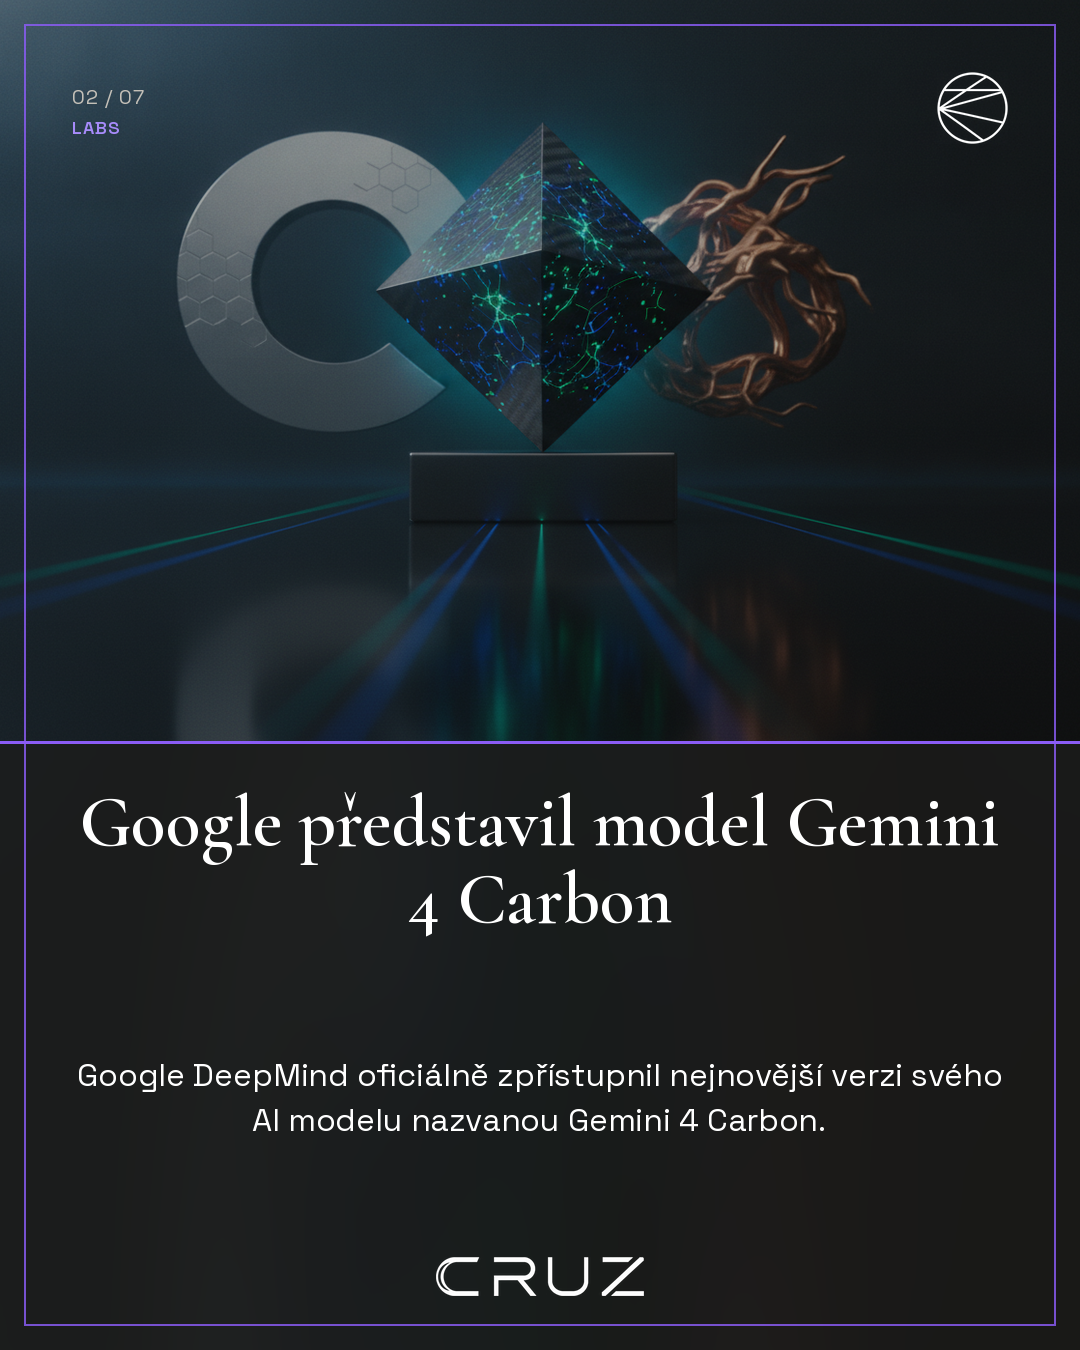 02 / 07
LABS
Google představil model Gemini
4 Carbon
Google DeepMind oficiálně zpřístupnil nejnovější verzi svého
AI modelu nazvanou Gemini 4 Carbon.
CRUZ